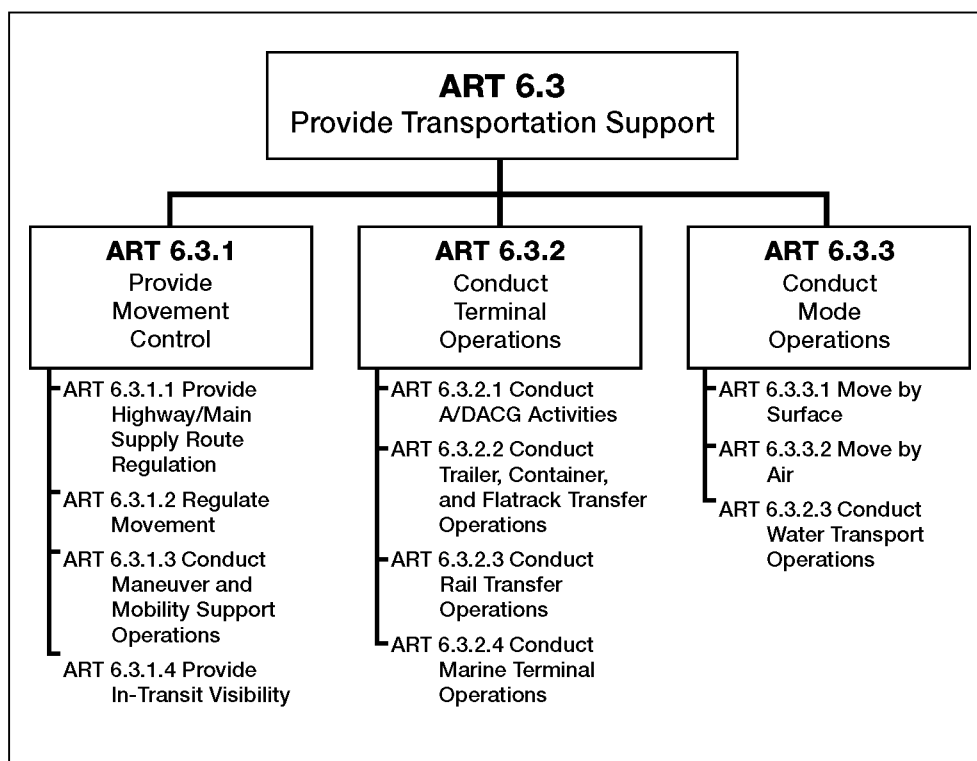 ART 6.3
Provide Transportation Support
ART 6.3.1
Provide
Movement
Control
ART 6.3.1.1 Provide
Highway/Main
Supply Route
Regulation
ART 6.3.1.2 Regulate
Movement
ART 6.3.1.3 Conduct
Maneuver and
Mobility Support
Operations
ART 6.3.1.4 Provide
In-Transit Visibility
ART 6.3.2
Conduct
Terminal
Operations
ART 6.3.2.1 Conduct
A/DACG Activities
ART 6.3.2.2 Conduct
Trailer, Container,
and Flatrack Transfer
Operations
ART 6.3.2.3 Conduct
Rail Transfer
Operations
ART 6.3.2.4 Conduct
Marine Terminal
Operations
ART 6.3.3
Conduct
Mode
Operations
ART 6.3.3.1 Move by
Surface
ART 6.3.3.2 Move by
Air
ART 6.3.2.3 Conduct
Water Transport
Operations